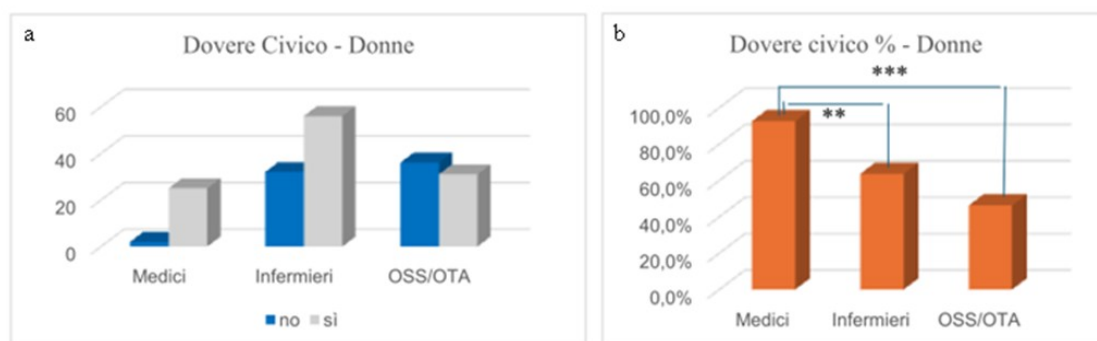 a
Dovere Civico - Donne
60
40
20
0
Medici Infermieri OSS/OTA
no sì
b
Dovere civico % - Donne
***
**
100,0%
80,0%
60,0%
40,0%
20,0%
0,0%
Medici Infermieri OSS/OTA